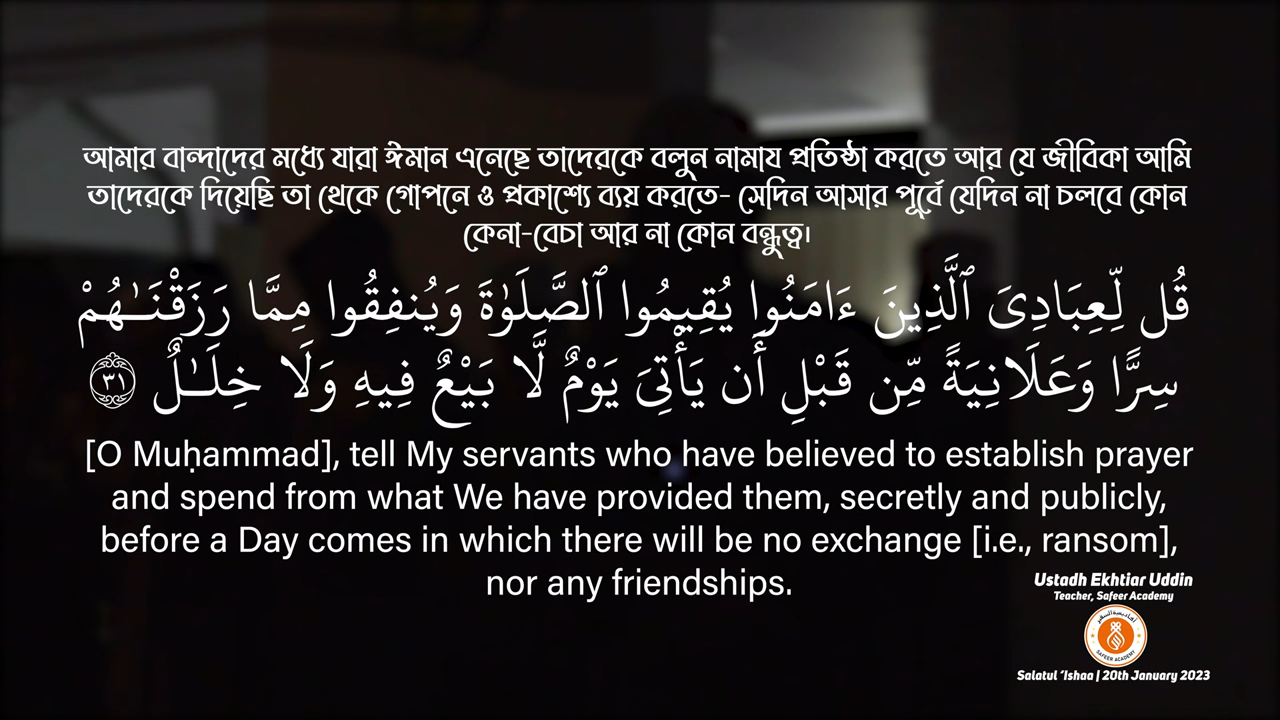 আমার বান্দাদের মধ্যে যারা ঈমান এনেছে তাদেরকে বলুন নামায প্রতিষ্ঠা করতে আর যে জীবিকা আমি
তাদেরকে দিয়েছি তা থেকে গোপনে ও প্রকাশ্যে ব্যয় করতে- সেদিন আসার পূর্বে যেদিন না চলবে কোন
কেনা-বেচা আর না কোন বন্ধুত্ব।
قُل لِّعِبَادِىَ ٱلَّذِينَ ءَامَنُوا يُقِيمُوا ٱلصَّلَوٰةَ وَيُنفِقُوا مِمَّا رَزَقْنَـٰهُمْ
سِرًّا وَعَلَانِيَةً مِّن قَبْلِ أَن يَأْتِىَ يَوْمٌ لَّا بَيْعٌ فِيهِ وَلَا خِلَـٰلٌ ٣١
[O Muḥammad], tell My servants who have believed to establish prayer
and spend from what We have provided them, secretly and publicly,
before a Day comes in which there will be no exchange [i.e., ransom],
nor any friendships.
Ustadh Ekhtiar Uddin
Teacher, Safeer Academy
أكاديمية السفير
SAFEER ACADEMY
Salatul 'Ishaa | 20th January 2023